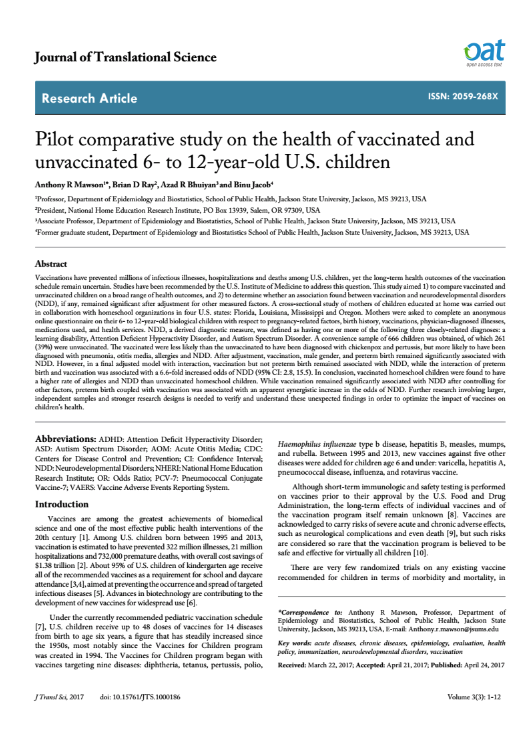 Journal of Translational Science
oat
OPEN ACCESS TEXT
Research Article
ISSN: 2059-268X
Pilot comparative study on the health of vaccinated and
unvaccinated 6- to 12-year-old U.S. children
Anthony R Mawson¹*, Brian D Ray², Azad R Bhuiyan³ and Binu Jacob⁴
¹Professor, Department of Epidemiology and Biostatistics, School of Public Health, Jackson State University, Jackson, MS 39213, USA
²President, National Home Education Research Institute, PO Box 13939, Salem, OR 97309, USA
³Associate Professor, Department of Epidemiology and Biostatistics, School of Public Health, Jackson State University, Jackson, MS 39213, USA
⁴Former graduate student, Department of Epidemiology and Biostatistics School of Public Health, Jackson State University, Jackson, MS 39213, USA
Abstract
Vaccinations have prevented millions of infectious illnesses, hospitalizations and deaths among U.S. children, yet the long-term health outcomes of the vaccination
schedule remain uncertain. Studies have been recommended by the U.S. Institute of Medicine to address this question. This study aimed 1) to compare vaccinated and
unvaccinated children on a broad range of health outcomes, and 2) to determine whether an association found between vaccination and neurodevelopmental disorders
(NDD), if any, remained significant after adjustment for other measured factors. A cross-sectional study of mothers of children educated at home was carried out
in collaboration with homeschool organizations in four U.S. states: Florida, Louisiana, Mississippi and Oregon. Mothers were asked to complete an anonymous
online questionnaire on their 6- to 12-year-old biological children with respect to pregnancy-related factors, birth history, vaccinations, physician-diagnosed illnesses,
medications used, and health services. NDD, a derived diagnostic measure, was defined as having one or more of the following three closely-related diagnoses: a
learning disability, Attention Deficient Hyperactivity Disorder, and Autism Spectrum Disorder. A convenience sample of 666 children was obtained, of which 261
(39%) were unvaccinated. The vaccinated were less likely than the unvaccinated to have been diagnosed with chickenpox and pertussis, but more likely to have been
diagnosed with pneumonia, otitis media, allergies and NDD. After adjustment, vaccination, male gender, and preterm birth remained significantly associated with
NDD. However, in a final adjusted model with interaction, vaccination but not preterm birth remained associated with NDD, while the interaction of preterm
birth and vaccination was associated with a 6.6-fold increased odds of NDD (95% CI: 2.8, 15.5). In conclusion, vaccinated homeschool children were found to have
a higher rate of allergies and NDD than unvaccinated homeschool children. While vaccination remained significantly associated with NDD after controlling for
other factors, preterm birth coupled with vaccination was associated with an apparent synergistic increase in the odds of NDD. Further research involving larger,
independent samples and stronger research designs is needed to verify and understand these unexpected findings in order to optimize the impact of vaccines on
children's health.
Abbreviations: ADHD: Attention Deficit Hyperactivity Disorder;
ASD: Autism Spectrum Disorder; AOM: Acute Otitis Media; CDC:
Centers for Disease Control and Prevention; CI: Confidence Interval;
NDD: Neurodevelopmental Disorders; NHERI: National Home Education
Research Institute; OR: Odds Ratio; PCV-7: Pneumococcal Conjugate
Vaccine-7; VAERS: Vaccine Adverse Events Reporting System.
Introduction
Vaccines are among the greatest achievements of biomedical
science and one of the most effective public health interventions of the
20th century [1]. Among U.S. children born between 1995 and 2013,
vaccination is estimated to have prevented 322 million illnesses, 21 million
hospitalizations and 732,000 premature deaths, with overall cost savings of
$1.38 trillion [2]. About 95% of U.S. children of kindergarten age receive
all of the recommended vaccines as a requirement for school and daycare
attendance [3,4], aimed at preventing the occurrence and spread of targeted
infectious diseases [5]. Advances in biotechnology are contributing to the
development of new vaccines for widespread use [6].
Under the currently recommended pediatric vaccination schedule
[7], U.S. children receive up to 48 doses of vaccines for 14 diseases
from birth to age six years, a figure that has steadily increased since
the 1950s, most notably since the Vaccines for Children program
was created in 1994. The Vaccines for Children program began with
vaccines targeting nine diseases: diphtheria, tetanus, pertussis, polio,
Haemophilus influenzae type b disease, hepatitis B, measles, mumps,
and rubella. Between 1995 and 2013, new vaccines against five other
diseases were added for children age 6 and under: varicella, hepatitis A,
pneumococcal disease, influenza, and rotavirus vaccine.
Although short-term immunologic and safety testing is performed
on vaccines prior to their approval by the U.S. Food and Drug
Administration, the long-term effects of individual vaccines and of
the vaccination program itself remain unknown [8]. Vaccines are
acknowledged to carry risks of severe acute and chronic adverse effects,
such as neurological complications and even death [9], but such risks
are considered so rare that the vaccination program is believed to be
safe and effective for virtually all children [10].
There are very few randomized trials on any existing vaccine
recommended for children in terms of morbidity and mortality, in
*Correspondence to: Anthony R Mawson, Professor, Department of
Epidemiology and Biostatistics, School of Public Health, Jackson State
University, Jackson, MS 39213, USA, E-mail: Anthony.r.mawson@jsums.edu
Key words: acute diseases, chronic diseases, epidemiology, evaluation, health
policy, immunization, neurodevelopmental disorders, vaccination
Received: March 22, 2017; Accepted: April 21, 2017; Published: April 24, 2017
J Transl Sci, 2017 doi: 10.15761/JTS.1000186
Volume 3(3): 1-12